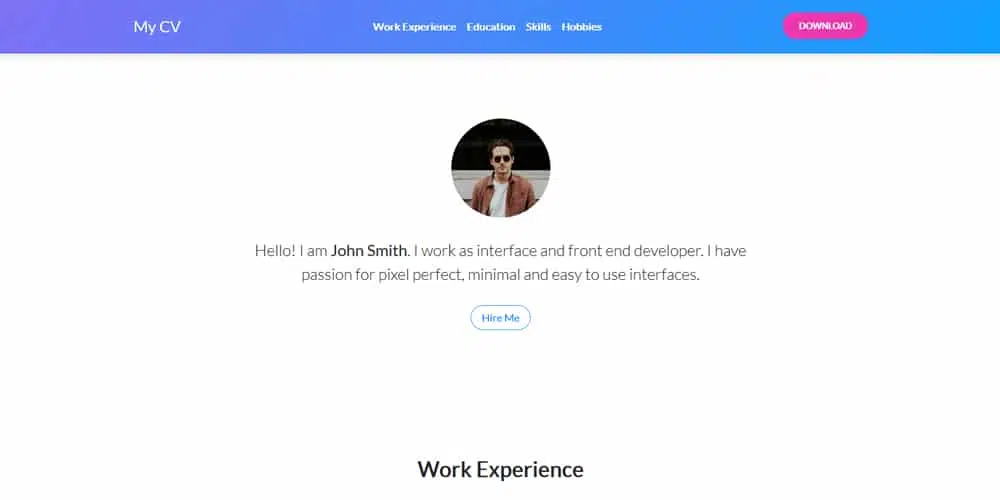 My CV
Work Experience Education Skills Hobbies
DOWNLOAD
Hello! I am John Smith. I work as interface and front end developer. I have
passion for pixel perfect, minimal and easy to use interfaces.
Hire Me
Work Experience